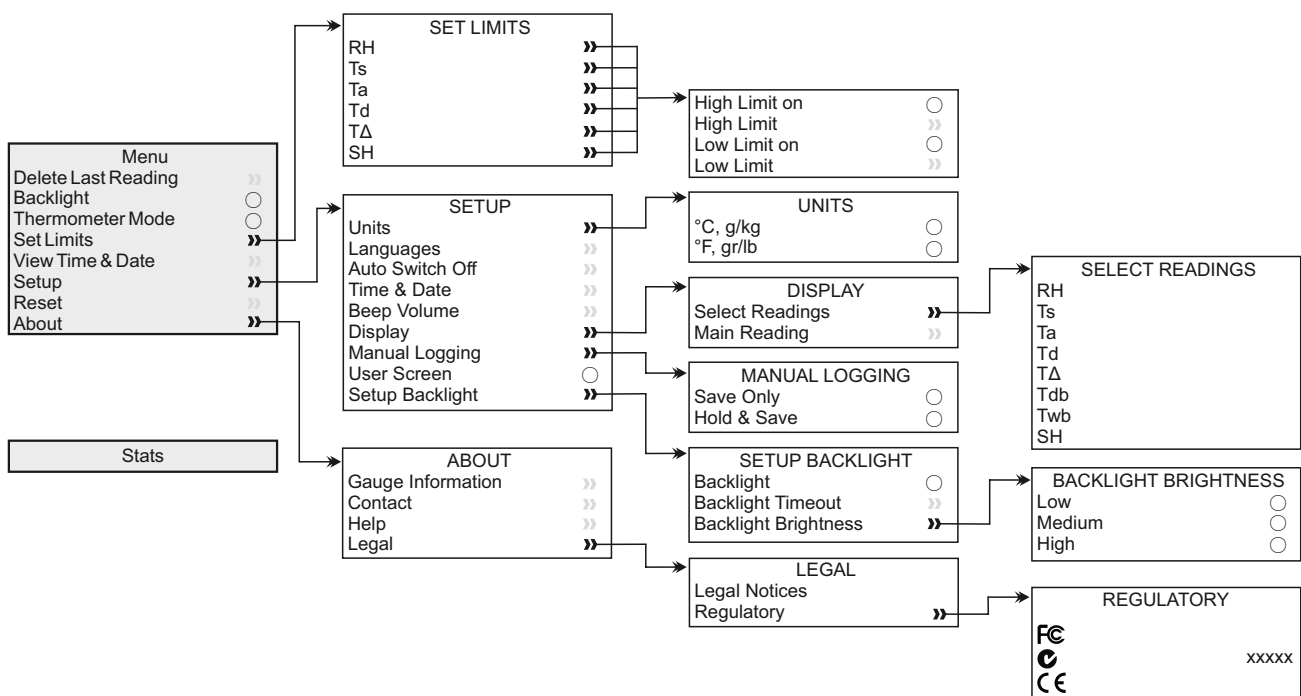 Menu
Delete Last Reading
Backlight
Thermometer Mode
Set Limits
View Time & Date
Setup
Reset
About
Stats
SET LIMITS
RH
Ts
Ta
Td
TΔ
SH
High Limit on
High Limit
Low Limit on
Low Limit
SETUP
Units
Languages
Auto Switch Off
Time & Date
Beep Volume
Display
Manual Logging
User Screen
Setup Backlight
UNITS
°C, g/kg
°F, gr/lb
DISPLAY
Select Readings
Main Reading
SELECT READINGS
RH
Ts
Ta
Td
TΔ
Tdb
Twb
SH
MANUAL LOGGING
Save Only
Hold & Save
SETUP BACKLIGHT
Backlight
Backlight Timeout
Backlight Brightness
BACKLIGHT BRIGHTNESS
Low
Medium
High
ABOUT
Gauge Information
Contact
Help
Legal
LEGAL
Legal Notices
Regulatory
REGULATORY
FC
xxxxx
CE